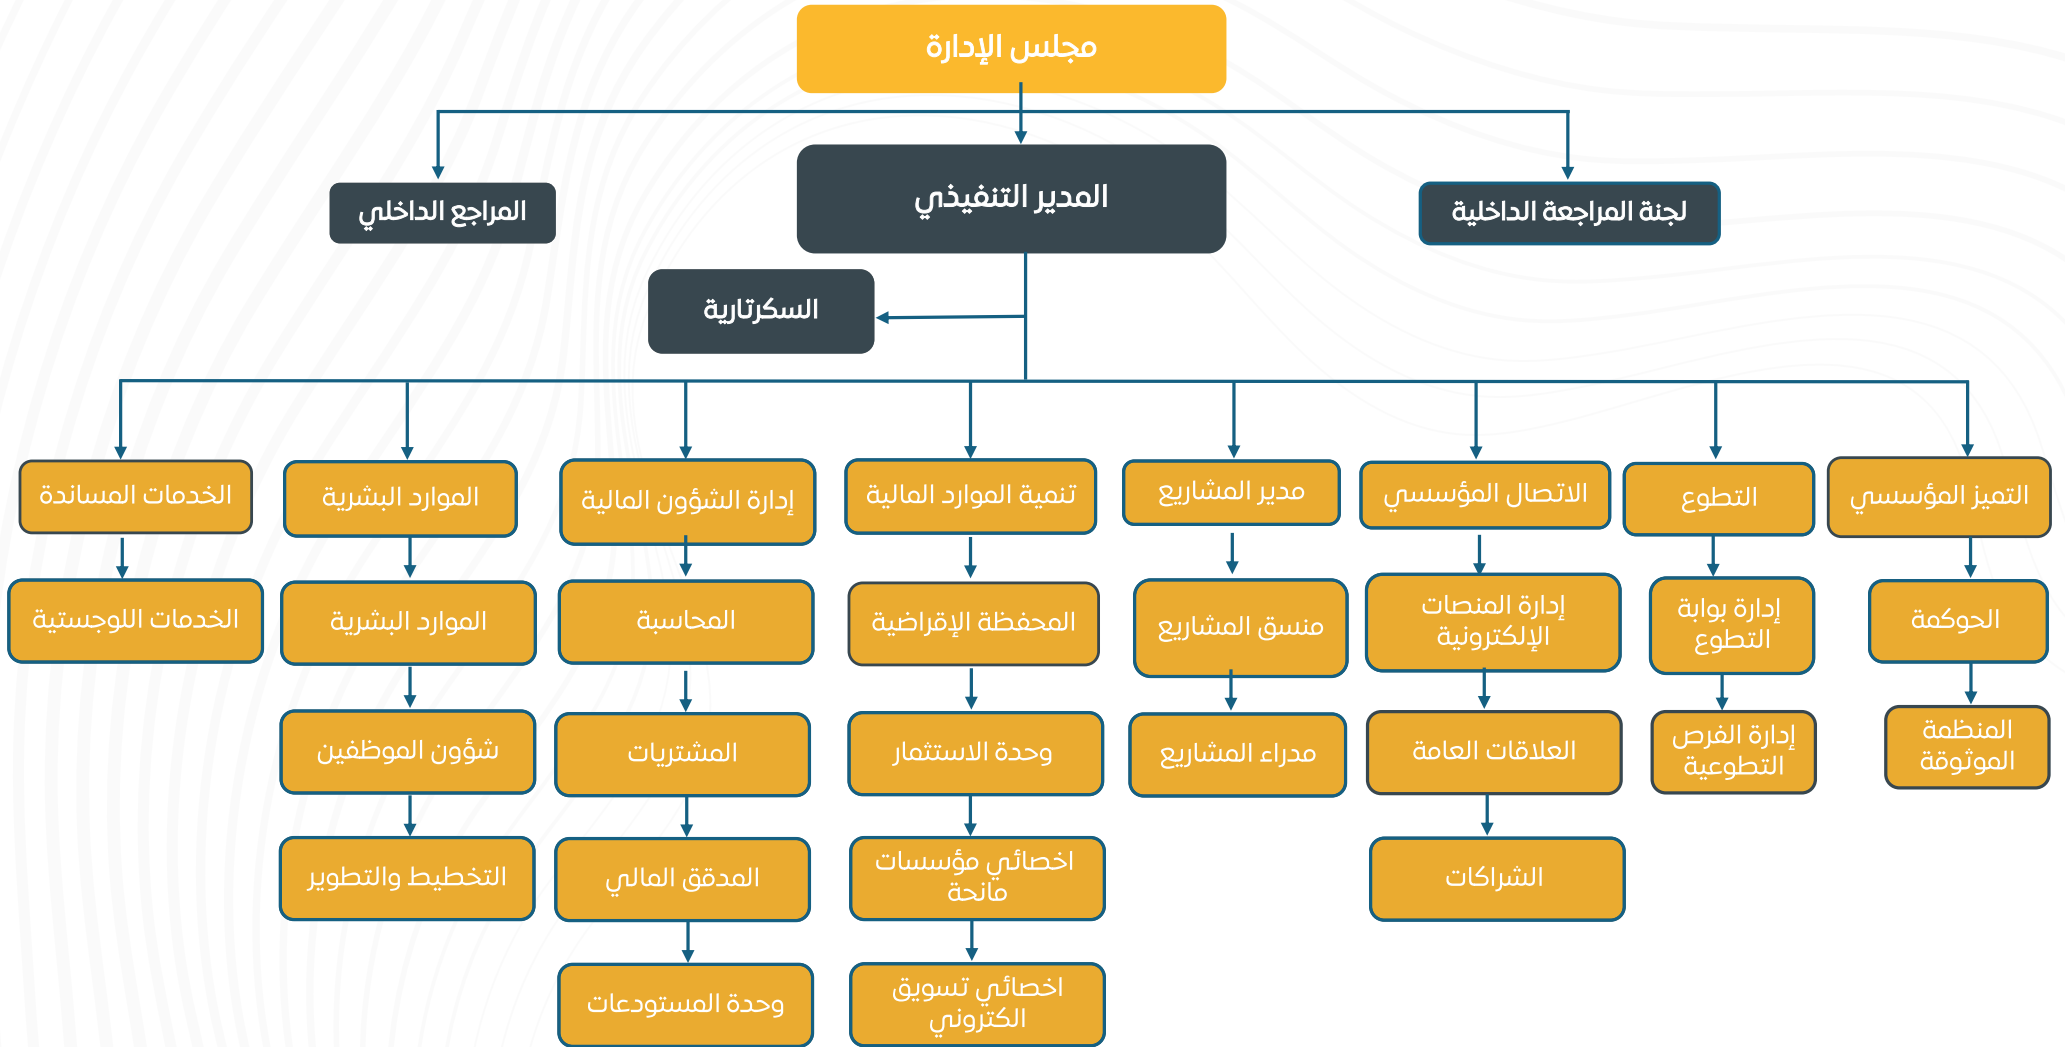 مجلس الإدارة
لجنة المراجعة الداخلية
المدير التنفيذي
المراجع الداخلي
السكرتارية
التميز المؤسسي
التطوع
الاتصال المؤسسي
مدير المشاريع
تنمية الموارد المالية
إدارة الشؤون المالية
الموارد البشرية
الخدمات المساندة
الحوكمة
إدارة بوابة
التطوع
إدارة المنصات
الإلكترونية
منسق المشاريع
المحفظة الإقراضية
المحاسبة
الموارد البشرية
الخدمات اللوجستية
المنظمة
الموثوقة
إدارة الفرص
التطوعية
العلاقات العامة
مدراء المشاريع
وحدة الاستثمار
المشتريات
شؤون الموظفين
الشراكات
اخصائي مؤسسات
مانحة
المدقق المالي
التخطيط والتطوير
اخصائي تسويق
الكتروني
وحدة المستودعات